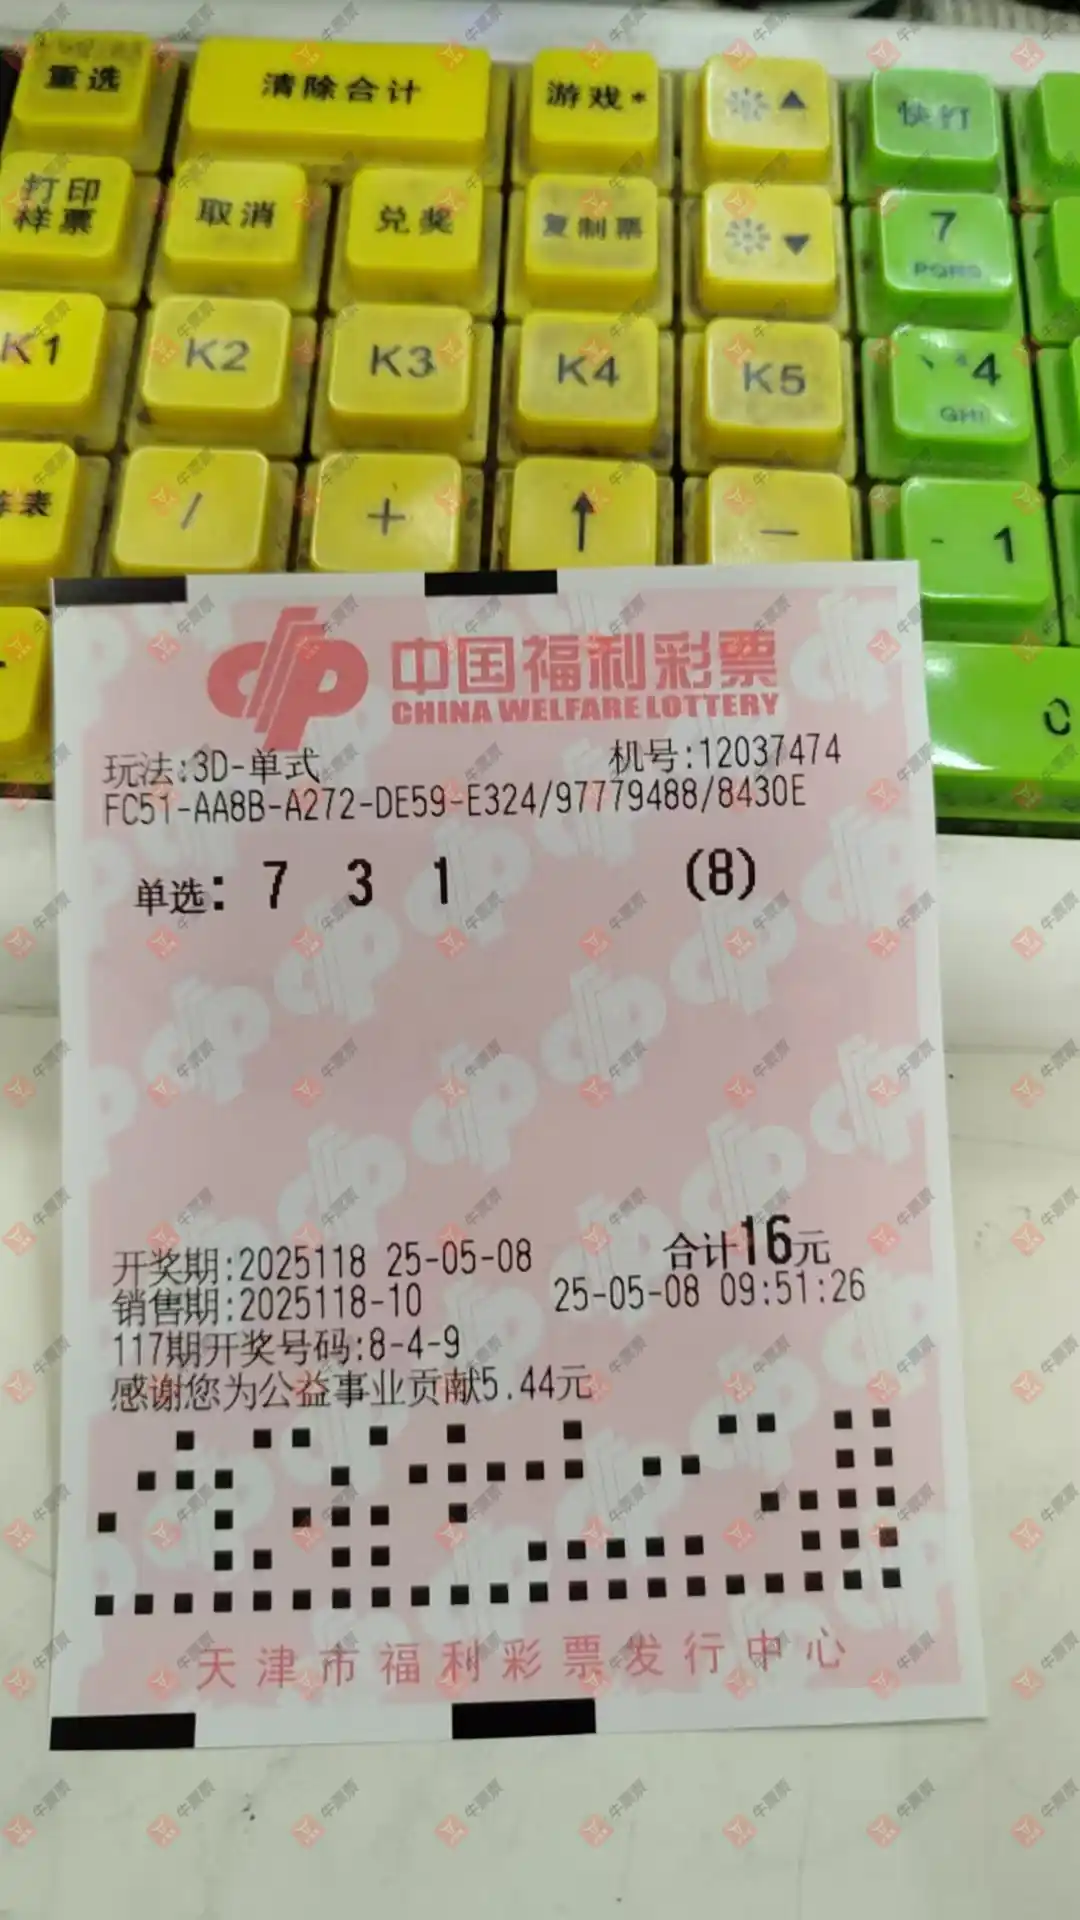 重选 清除合计 游戏* ▲ 快打
打印样票 取消 兑奖 复制票 ▼ 7 PQRS
K1 K2 K3 K4 K5 4 GHI
表 / + ↑ — - 1
0
中国福利彩票
CHINA WELFARE LOTTERY
玩法:3D-单式 机号:12037474
FC51-AA8B-A272-DE59-E324/97779488/8430E
单选: 7 3 1 (8)
开奖期:2025118 25-05-08 合计16元
销售期:2025118-10 25-05-08 09:51:26
117期开奖号码:8-4-9
感谢您为公益事业贡献5.44元
天津市福利彩票发行中心
牛票票